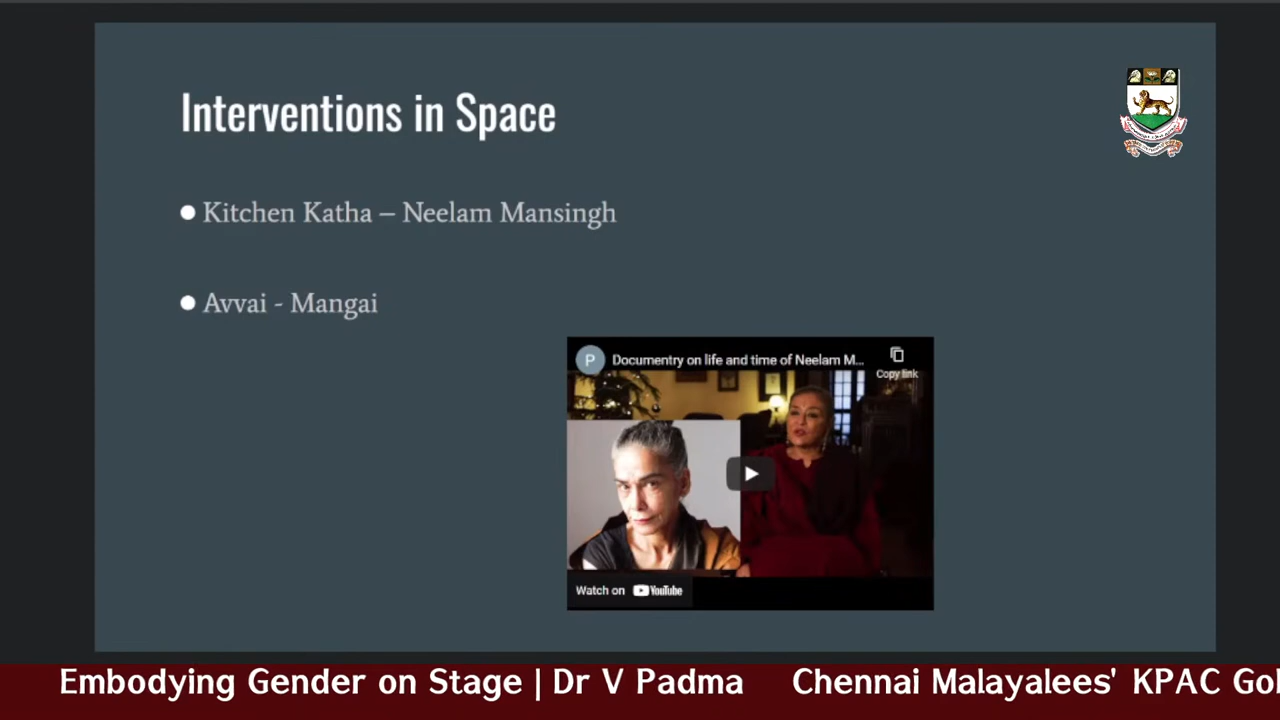 Interventions in Space
● Kitchen Katha – Neelam Mansingh
● Avvai - Mangai
P Documentry on life and time of Neelam M...
Copy link
Watch on YouTube
Embodying Gender on Stage | Dr V Padma Chennai Malayalees' KPAC Gol